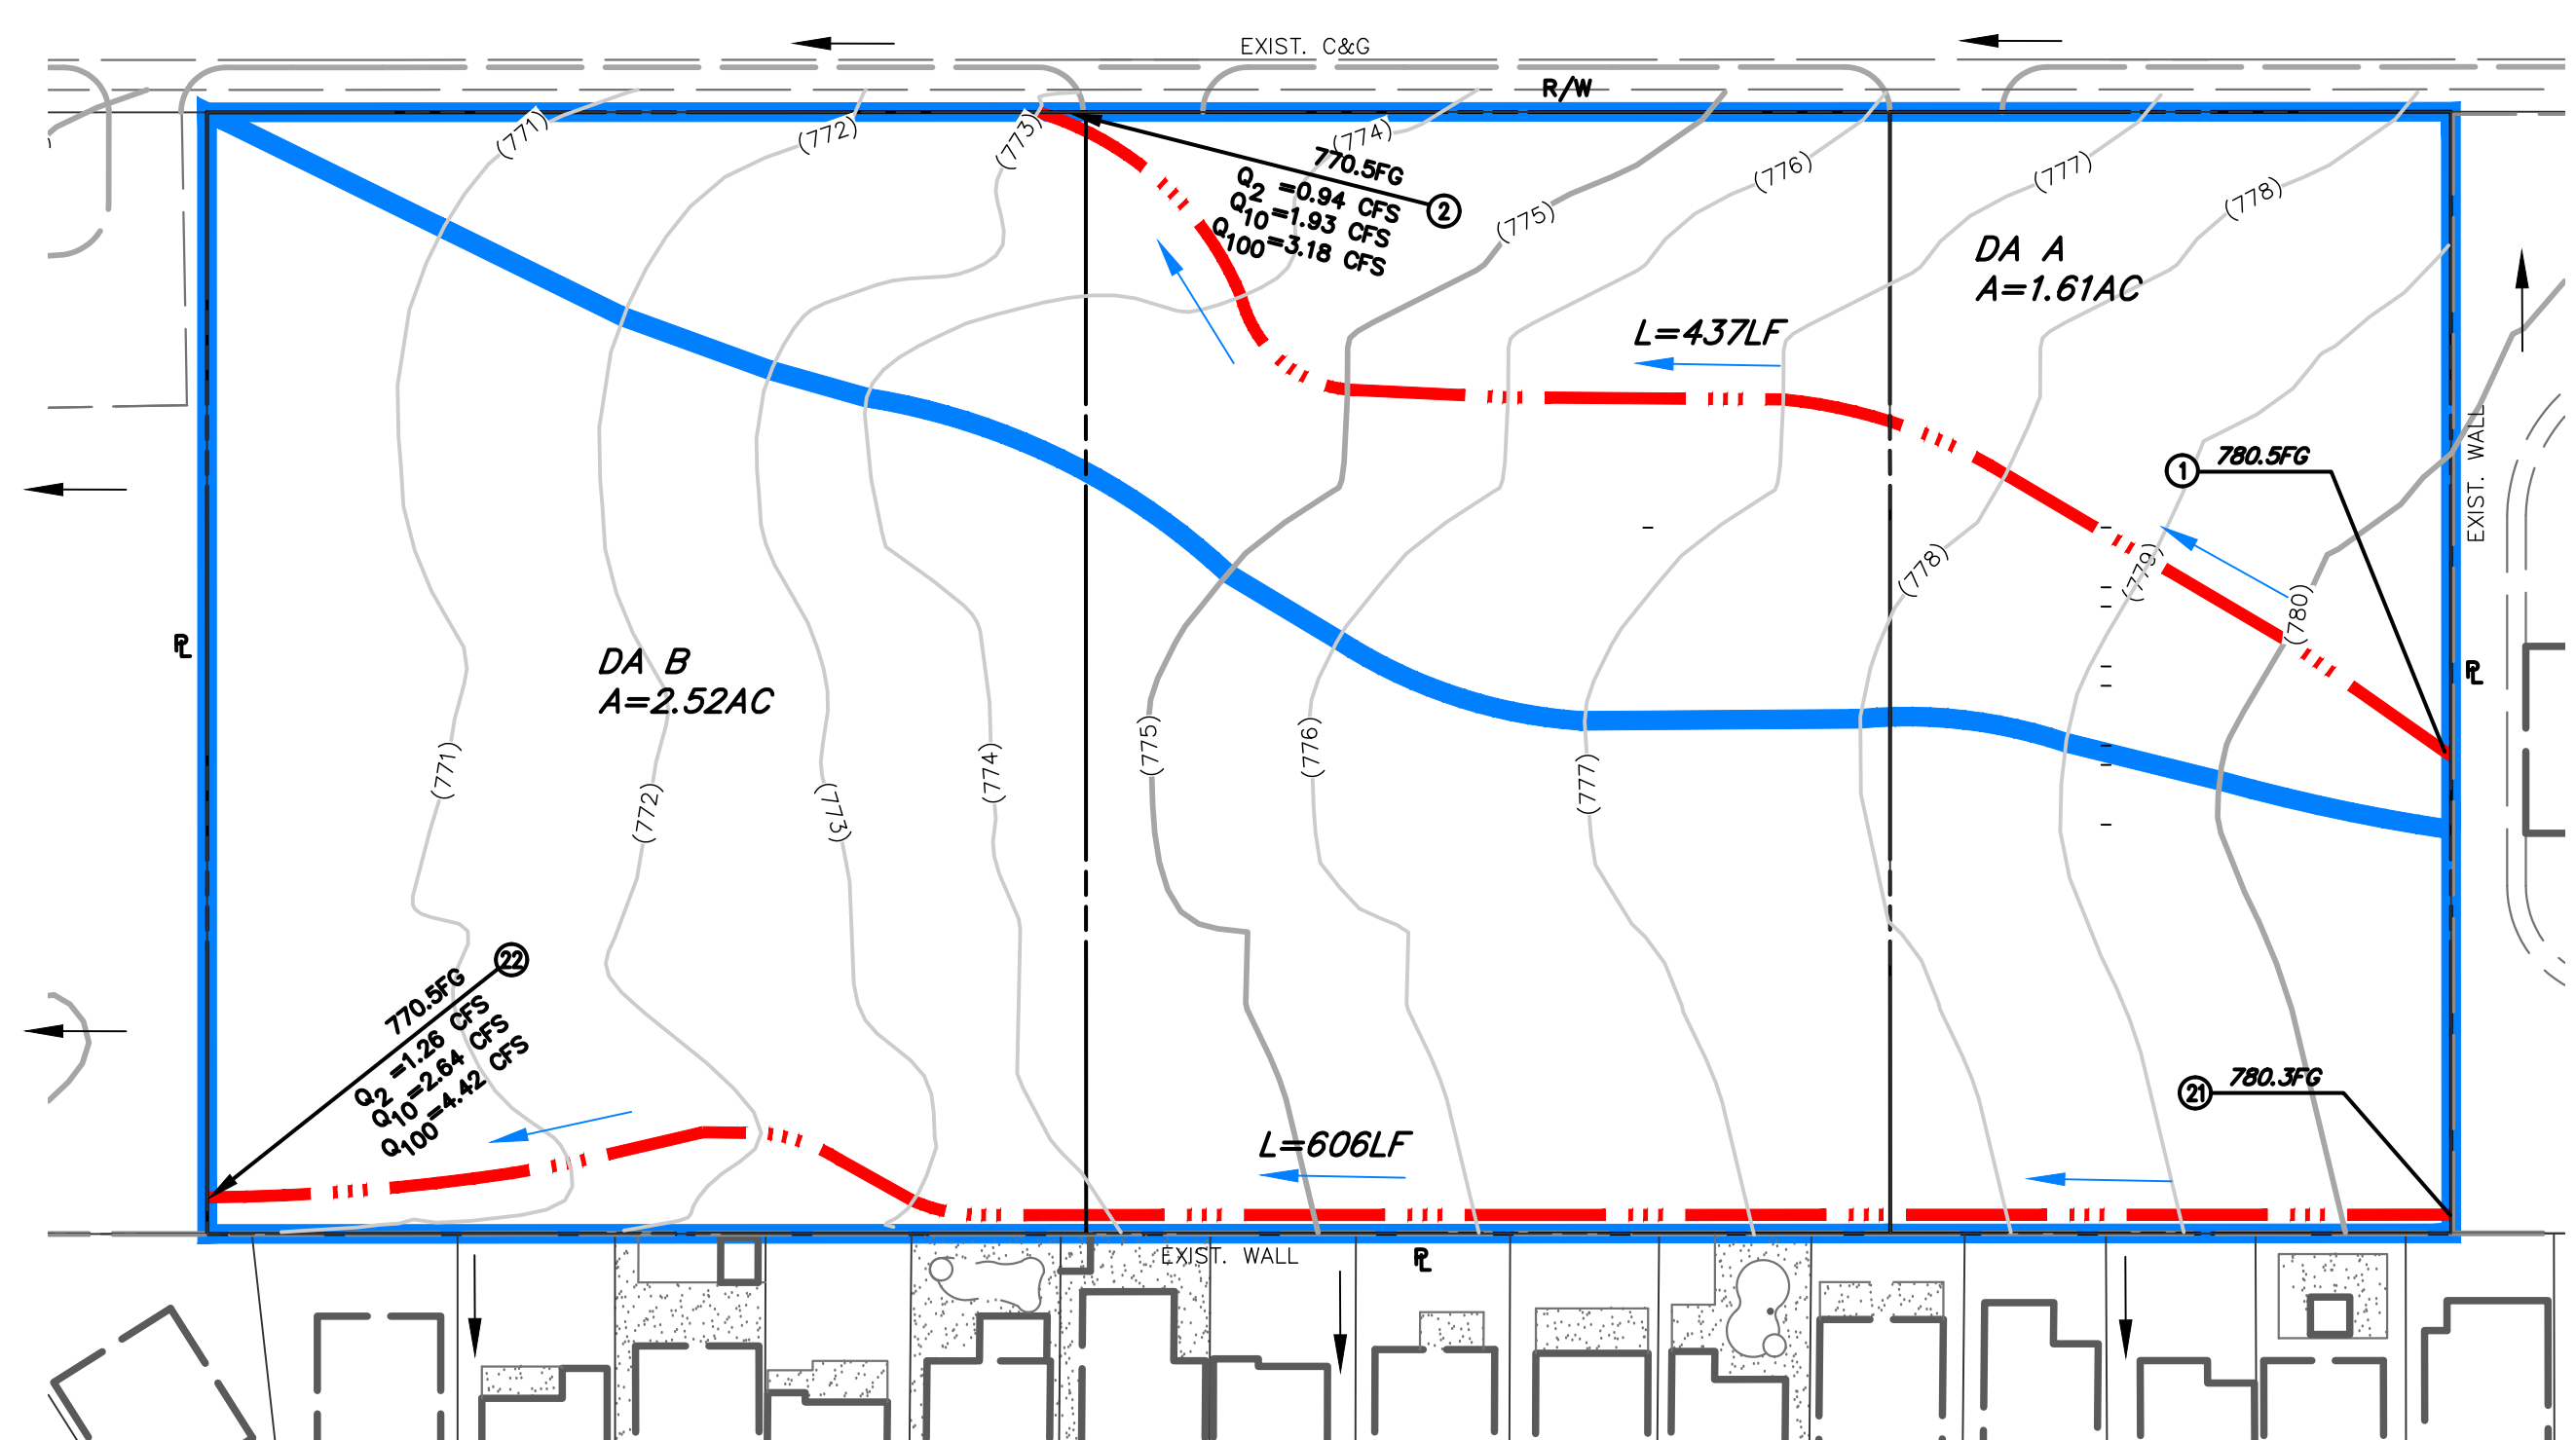 EXIST. C&G
R/W
(771)
(772)
(773)
(774)
770.5FG
Q2 =0.94 CFS
Q10=1.93 CFS
Q100=3.18 CFS
2
(775)
(776)
(777)
(778)
DA A
A=1.61AC
L=437LF
1
780.5FG
EXIST. WALL
(778)
(779)
(780)
PL
PL
DA B
A=2.52AC
(771)
(772)
(773)
(774)
(775)
(776)
(777)
22
770.5FG
Q2 =1.26 CFS
Q10=2.64 CFS
Q100=4.42 CFS
21
780.3FG
L=606LF
EXIST. WALL
PL